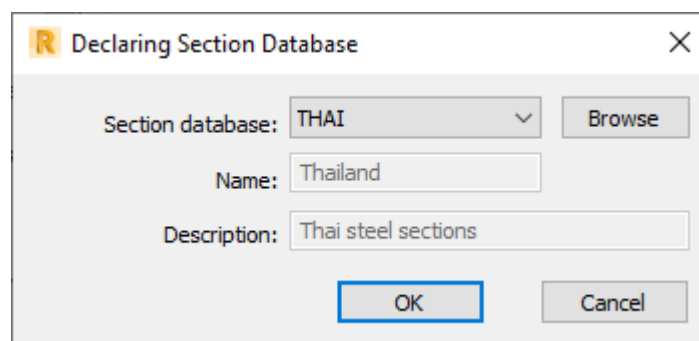 Declaring Section Database
Section database: THAI Browse
Name: Thailand
Description: Thai steel sections
OK Cancel